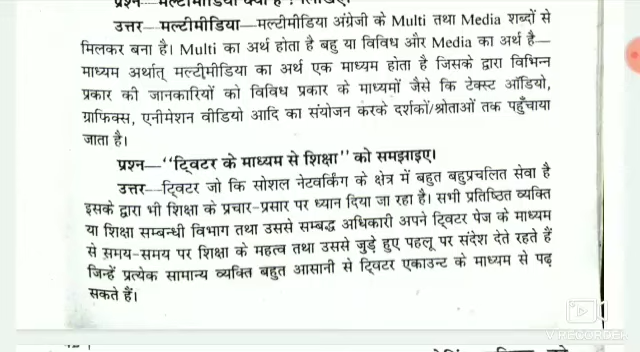 प्रश्न—मल्टीमीडिया क्या है ? लिखिए।
उत्तर—मल्टीमीडिया—मल्टीमीडिया अंग्रेजी के Multi तथा Media शब्दों से
मिलकर बना है। Multi का अर्थ होता है बहु या विविध और Media का अर्थ है—
माध्यम अर्थात् मल्टीमीडिया का अर्थ एक माध्यम होता है जिसके द्वारा विभिन्न
प्रकार की जानकारियों को विविध प्रकार के माध्यमों जैसे कि टेक्स्ट ऑडियो,
ग्राफिक्स, एनीमेशन वीडियो आदि का संयोजन करके दर्शकों/श्रोताओं तक पहुँचाया
जाता है।
प्रश्न—“ट्विटर के माध्यम से शिक्षा” को समझाइए।
उत्तर—ट्विटर जो कि सोशल नेटवर्किंग के क्षेत्र में बहुत बहुप्रचलित सेवा है
इसके द्वारा भी शिक्षा के प्रचार-प्रसार पर ध्यान दिया जा रहा है। सभी प्रतिष्ठित व्यक्ति
या शिक्षा सम्बन्धी विभाग तथा उससे सम्बद्ध अधिकारी अपने ट्विटर पेज के माध्यम
से समय-समय पर शिक्षा के महत्व तथा उससे जुड़े हुए पहलू पर संदेश देते रहते हैं
जिन्हें प्रत्येक सामान्य व्यक्ति बहुत आसानी से ट्विटर एकाउन्ट के माध्यम से पढ़
सकते हैं।
V RECORDER